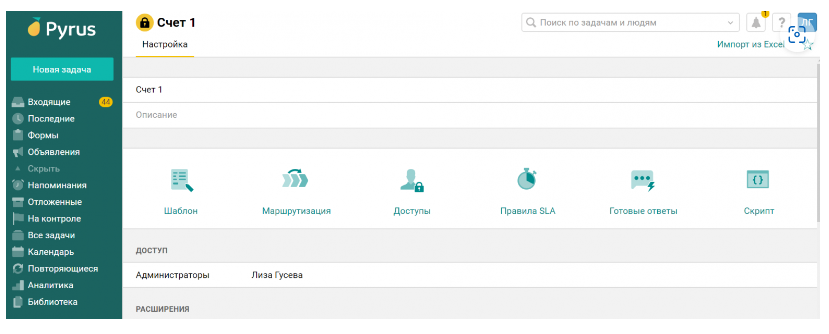 Pyrus
Счет 1
Поиск по задачам и людям
1
?
ЛГ
Настройка
Импорт из Excel
Новая задача
Входящие 44
Последние
Формы
Объявления
Скрыть
Напоминания
Отложенные
На контроле
Все задачи
Календарь
Повторяющиеся
Аналитика
Библиотека
Счет 1
Описание
Шаблон
Маршрутизация
Доступы
Правила SLA
Готовые ответы
Скрипт
ДОСТУП
Администраторы Лиза Гусева
РАСШИРЕНИЯ